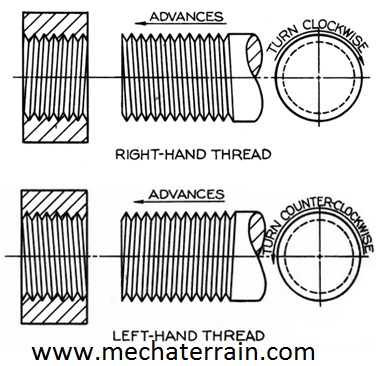 ADVANCES
TURN CLOCKWISE
RIGHT-HAND THREAD
ADVANCES
TURN COUNTER-CLOCKWISE
LEFT-HAND THREAD
www.mechaterrain.com